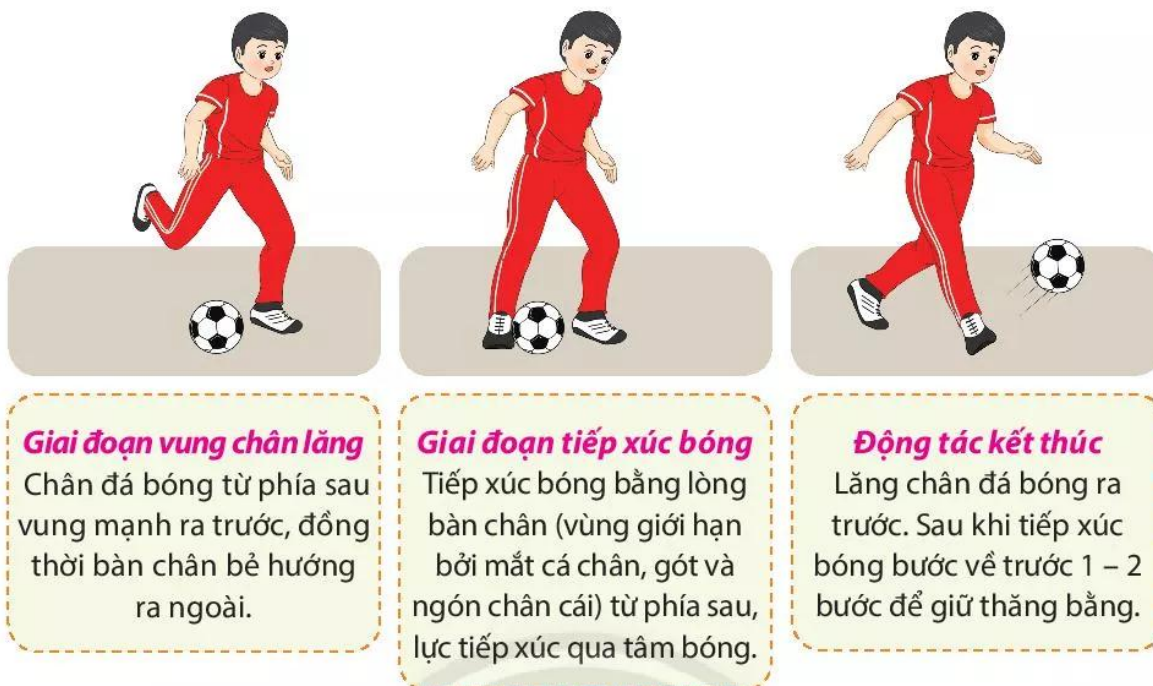 Giai đoạn vung chân lăng
Chân đá bóng từ phía sau
vung mạnh ra trước, đồng
thời bàn chân bẻ hướng
ra ngoài.
Giai đoạn tiếp xúc bóng
Tiếp xúc bóng bằng lòng
bàn chân (vùng giới hạn
bởi mắt cá chân, gót và
ngón chân cái) từ phía sau,
lực tiếp xúc qua tâm bóng.
Động tác kết thúc
Lăng chân đá bóng ra
trước. Sau khi tiếp xúc
bóng bước về trước 1 – 2
bước để giữ thăng bằng.